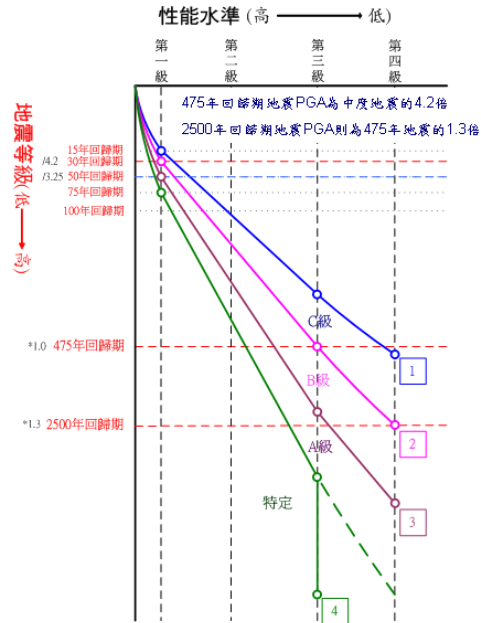 性能水準 (高 ⟶ 低)
第一級
第二級
第三級
第四級
475年回歸期地震PGA為中度地震的4.2倍
2500年回歸期地震PGA則為475年地震的1.3倍
地震等級(低⟶高)
15年回歸期
/4.2 30年回歸期
/3.25 50年回歸期
75年回歸期
100年回歸期
C級
*1.0 475年回歸期
1
B級
*1.3 2500年回歸期
2
A級
特定
3
4